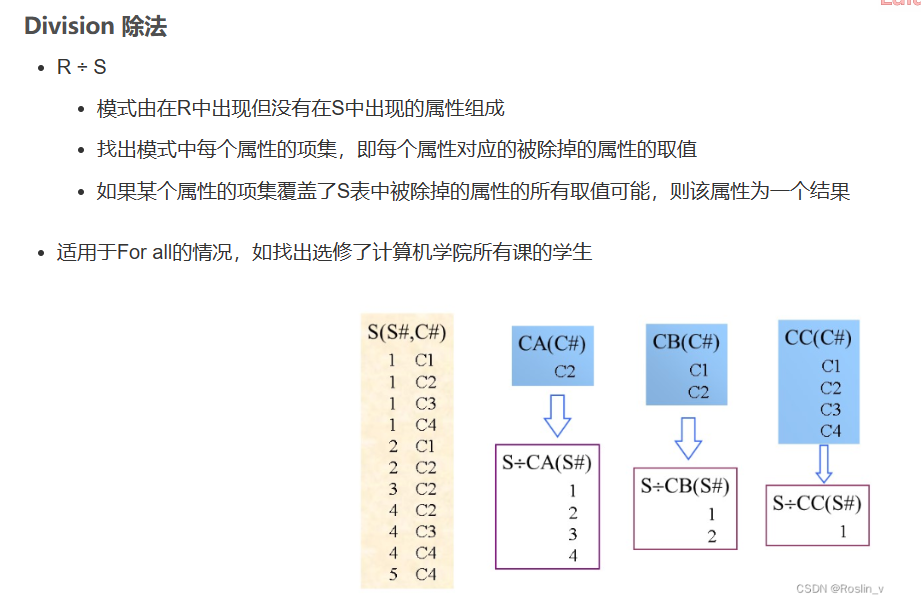 Division 除法
R ÷ S
模式由在R中出现但没有在S中出现的属性组成
找出模式中每个属性的项集，即每个属性对应的被除掉的属性的取值
如果某个属性的项集覆盖了S表中被除掉的属性的所有取值可能，则该属性为一个结果
适用于For all的情况，如找出选修了计算机学院所有课的学生
S(S#,C#)
1 C1
1 C2
1 C3
1 C4
2 C1
2 C2
3 C2
4 C2
4 C3
4 C4
5 C4
CA(C#)
C2
S÷CA(S#)
1
2
3
4
CB(C#)
C1
C2
S÷CB(S#)
1
2
CC(C#)
C1
C2
C3
C4
S÷CC(S#)
1
CSDN @Roslin_v